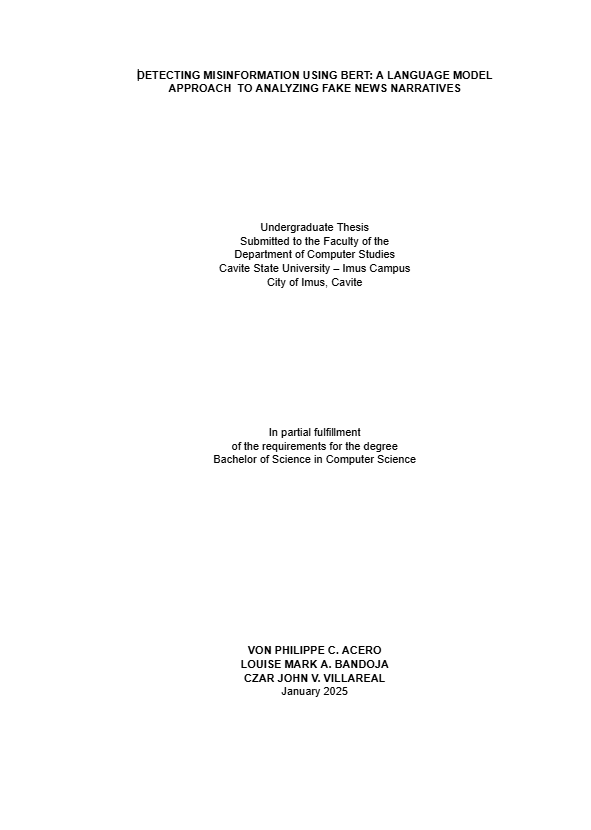 DETECTING MISINFORMATION USING BERT: A LANGUAGE MODEL
APPROACH  TO ANALYZING FAKE NEWS NARRATIVES
Undergraduate Thesis
Submitted to the Faculty of the
Department of Computer Studies
Cavite State University – Imus Campus
City of Imus, Cavite
In partial fulfillment
of the requirements for the degree
Bachelor of Science in Computer Science
VON PHILIPPE C. ACERO
LOUISE MARK A. BANDOJA
CZAR JOHN V. VILLAREAL
January 2025